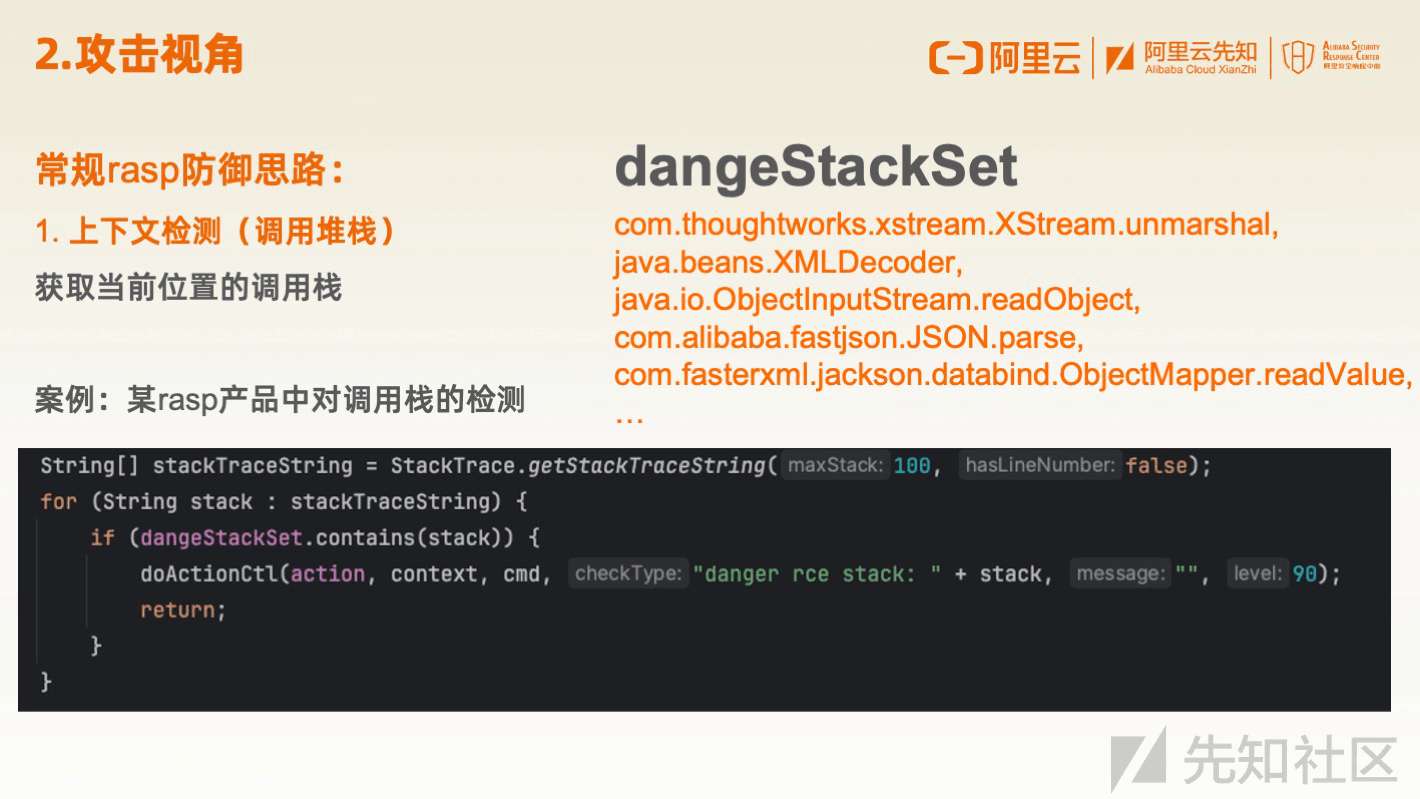 2.攻击视角
阿里云
阿里云先知
Alibaba Cloud XianZhi
ALIBABA SECURITY
RESPONSE CENTER
阿里安全响应中心
常规rasp防御思路：
1. 上下文检测（调用堆栈）
获取当前位置的调用栈
案例：某rasp产品中对调用栈的检测
dangeStackSet
com.thoughtworks.xstream.XStream.unmarshal,
java.beans.XMLDecoder,
java.io.ObjectInputStream.readObject,
com.alibaba.fastjson.JSON.parse,
com.fasterxml.jackson.databind.ObjectMapper.readValue,
…
String[] stackTraceString = StackTrace.getStackTraceString( maxStack: 100, hasLineNumber: false);
for (String stack : stackTraceString) {
if (dangeStackSet.contains(stack)) {
doActionCtl(action, context, cmd, checkType: "danger rce stack: " + stack, message: "", level: 90);
return;
}
}
先知社区